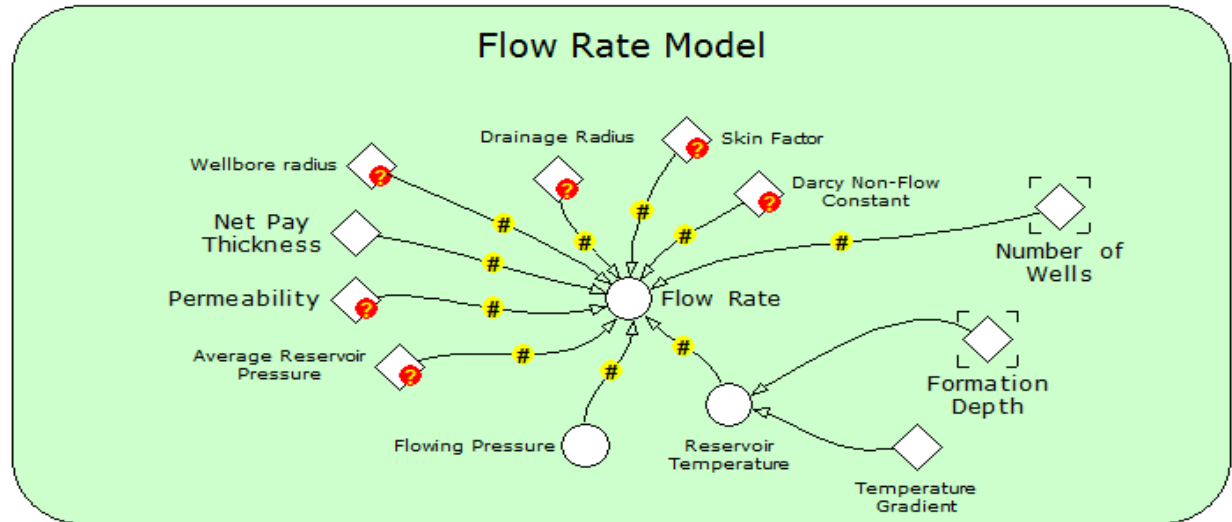 Flow Rate Model
Drainage Radius
Skin Factor
?
Wellbore radius
?
?
Darcy Non-Flow
Constant
?
#
#
#
#
#
Net Pay
Thickness
#
Number of
Wells
Permeability
?
#
Flow Rate
Average Reservoir
Pressure
?
#
#
#
Formation
Depth
Flowing Pressure
Reservoir
Temperature
Temperature
Gradient